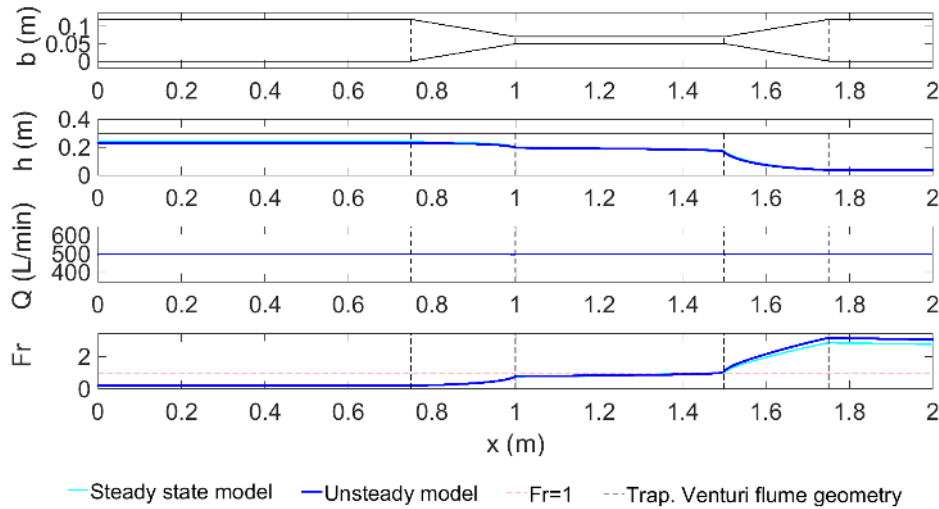 b (m)
0.1
0.05
0
0 0.2 0.4 0.6 0.8 1 1.2 1.4 1.6 1.8 2
h (m)
0.4
0.2
0
0 0.2 0.4 0.6 0.8 1 1.2 1.4 1.6 1.8 2
Q (L/min)
600
500
400
0 0.2 0.4 0.6 0.8 1 1.2 1.4 1.6 1.8 2
Fr
2
0
0 0.2 0.4 0.6 0.8 1 1.2 1.4 1.6 1.8 2
x (m)
Steady state model Unsteady model Fr=1 Trap. Venturi flume geometry